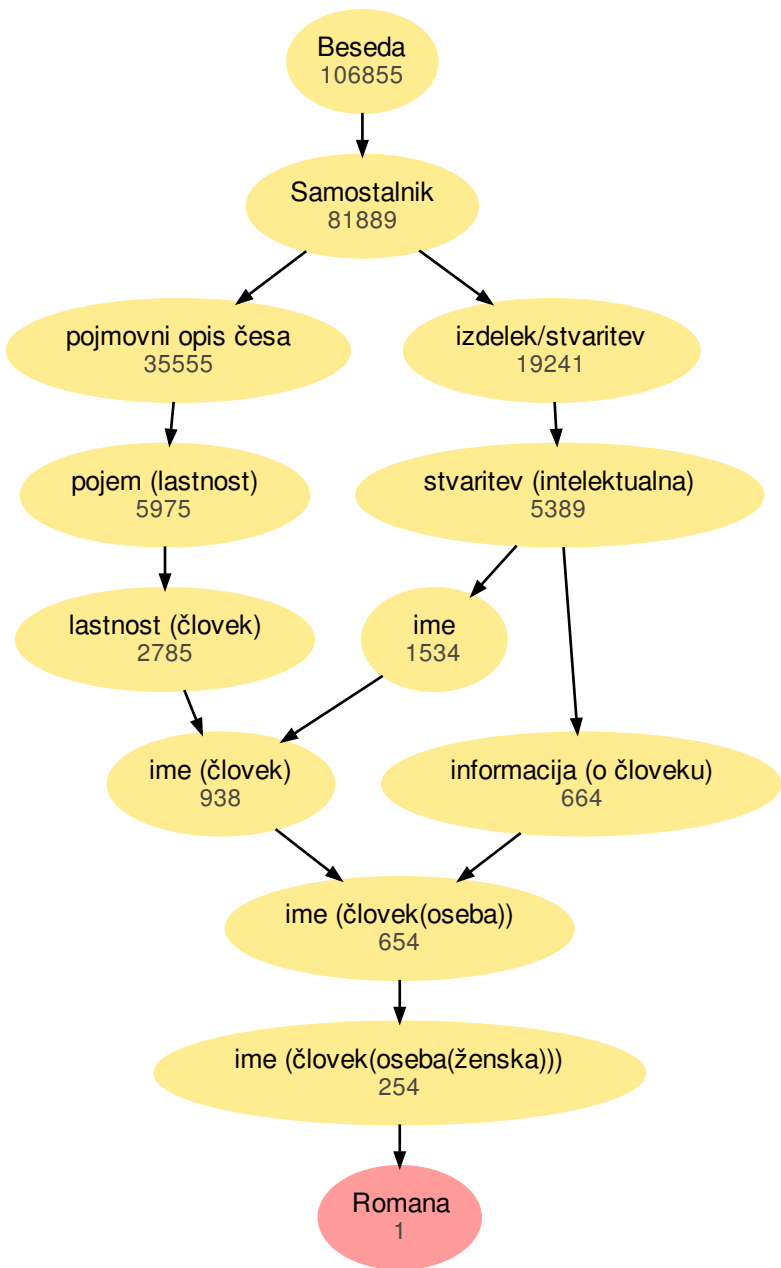 Beseda
106855
Samostalnik
81889
pojmovni opis česa
35555
izdelek/stvaritev
19241
pojem (lastnost)
5975
stvaritev (intelektualna)
5389
lastnost (človek)
2785
ime
1534
ime (človek)
938
informacija (o človeku)
664
ime (človek(oseba))
654
ime (človek(oseba(ženska)))
254
Romana
1